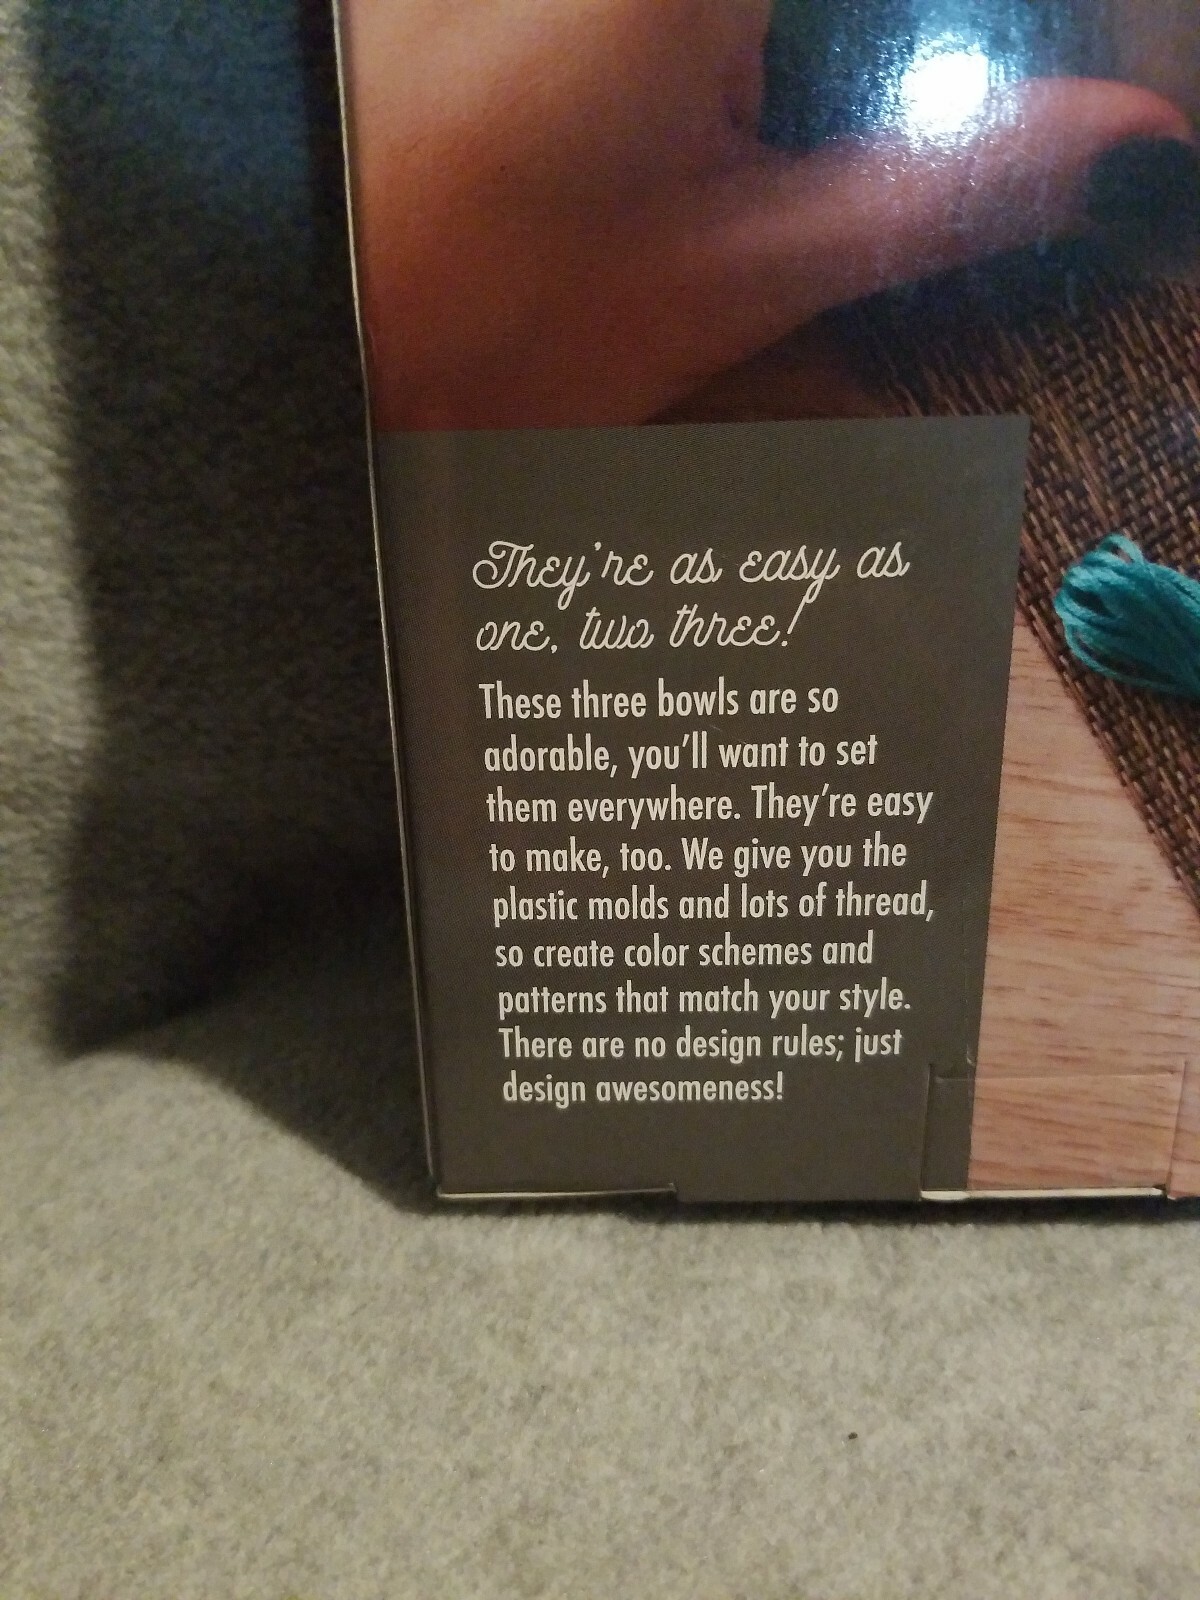 They're as easy as
one, two three!
These three bowls are so
adorable, you'll want to set
them everywhere. They're easy
to make, too. We give you the
plastic molds and lots of thread,
so create color schemes and
patterns that match your style.
There are no design rules; just
design awesomeness!